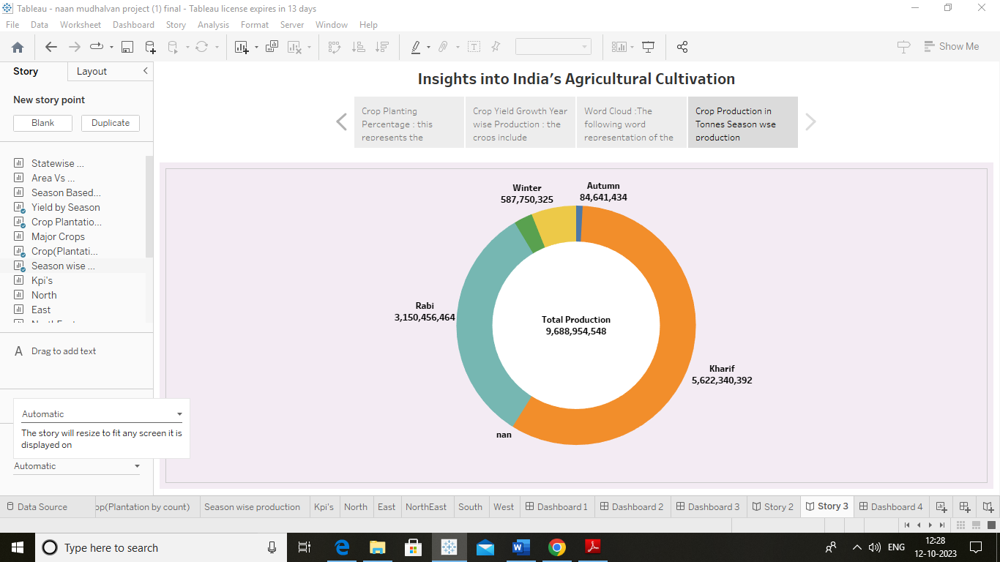 Tableau - naan mudhalvan project (1) final - Tableau license expires in 13 days
File Data Worksheet Dashboard Story Analysis Format Server Window Help
Show Me
Story Layout
New story point
Blank Duplicate
Statewise ...
Area Vs ...
Season Based...
Yield by Season
Crop Plantatio...
Major Crops
Crop(Plantati...
Season wise ...
Kpi's
North
East
A Drag to add text
Automatic
The story will resize to fit any screen it is
displayed on
Automatic
Insights into India's Agricultural Cultivation
Crop Planting
Percentage : this
represents the
Crop Yield Growth Year
wise Production : the
crops include
Word Cloud :The
following word
representation of the
Crop Production in
Tonnes Season wse
production
Winter
587,750,325
Autumn
84,641,434
Rabi
3,150,456,464
Total Production
9,688,954,548
Kharif
5,622,340,392
nan
Data Source op(Plantation by count) Season wise production Kpi's North East NorthEast South West Dashboard 1 Dashboard 2 Dashboard 3 Story 2 Story 3 Dashboard 4
Type here to search
W
ENG
12:28
12-10-2023